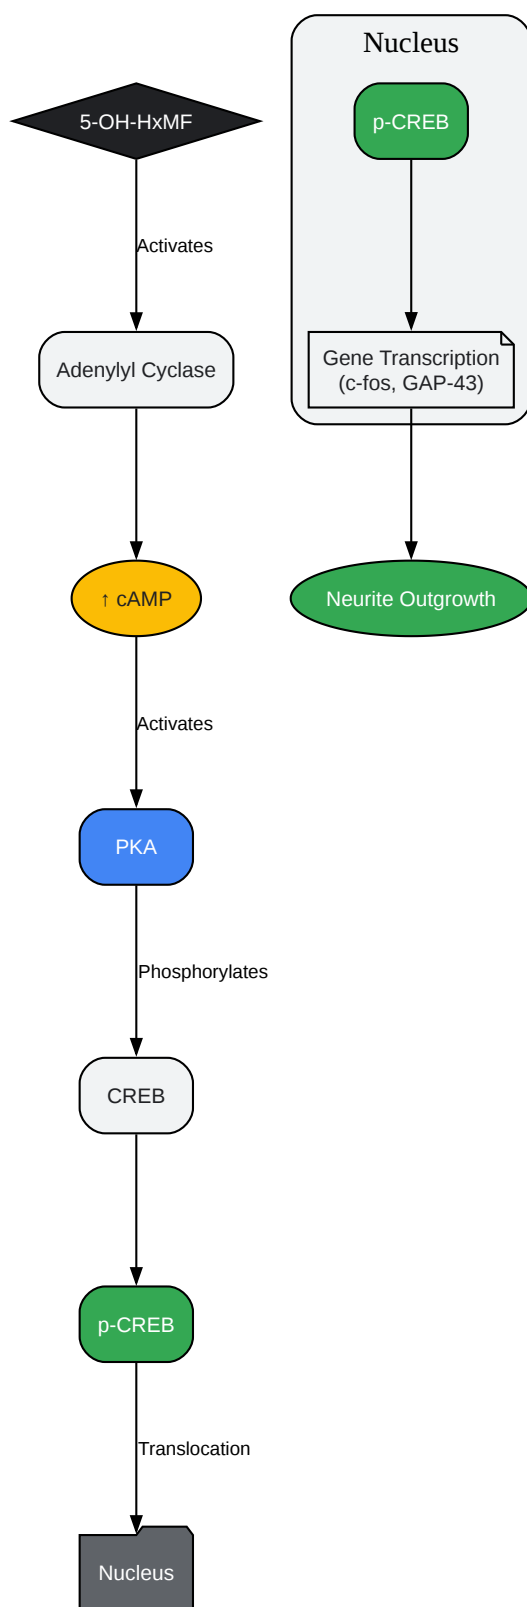 5-OH-HxMF
Activates
Adenylyl Cyclase
↑ cAMP
Activates
PKA
Phosphorylates
CREB
p-CREB
Translocation
Nucleus
Nucleus
p-CREB
Gene Transcription
(c-fos, GAP-43)
Neurite Outgrowth